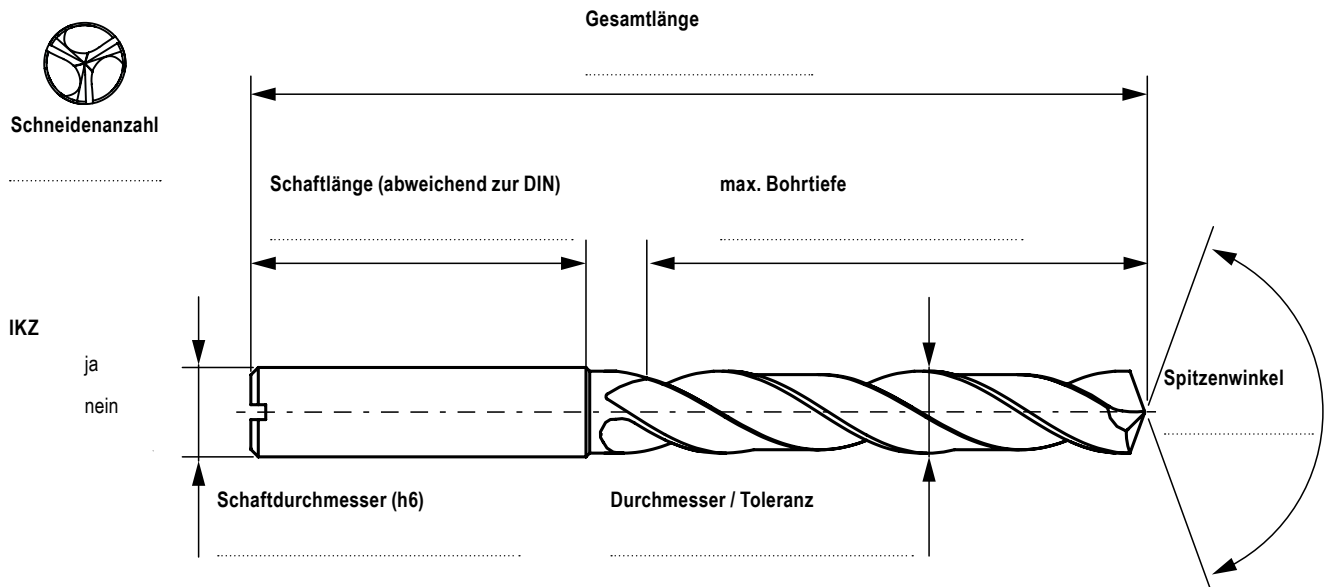 Gesamtlänge
Schneidenanzahl
Schaftlänge (abweichend zur DIN)
max. Bohrtiefe
IKZ
ja
nein
Spitzenwinkel
Schaftdurchmesser (h6)
Durchmesser / Toleranz